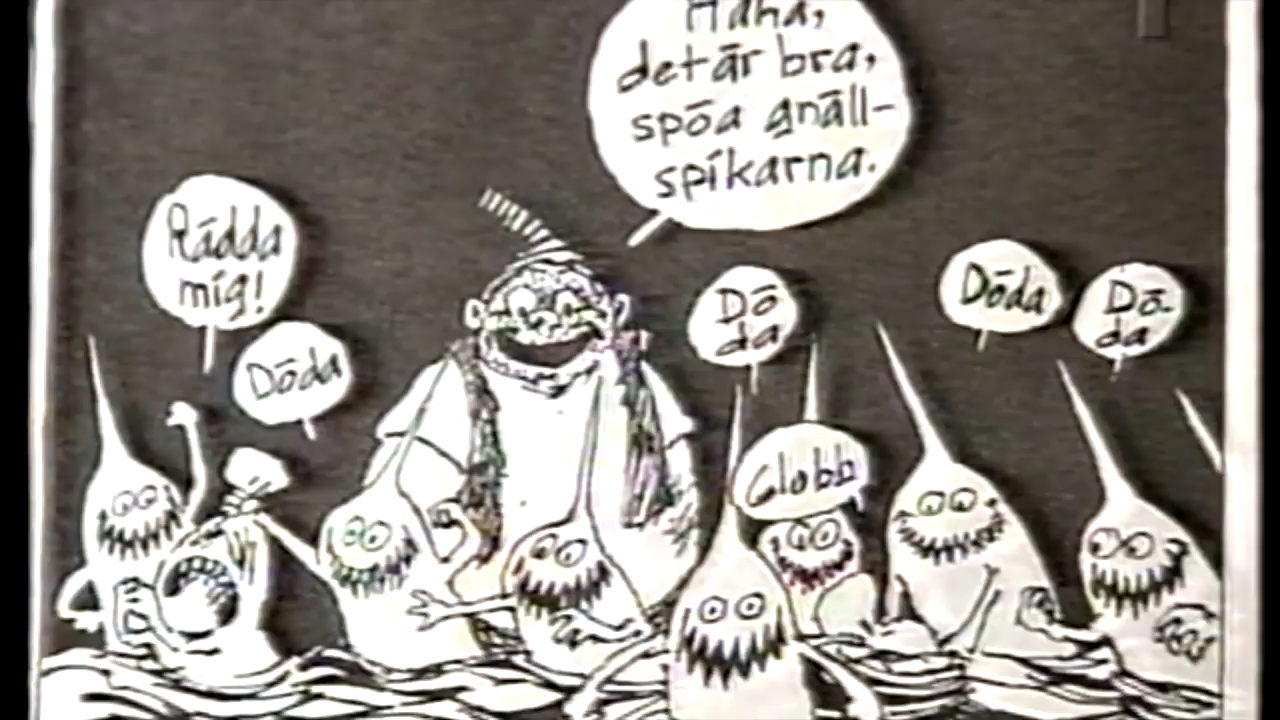 Haha,
det är bra,
spöa gnäll-
spikarna.
Rädda
mig!
Döda
Dö
da
Döda
Dö-
da
Globb